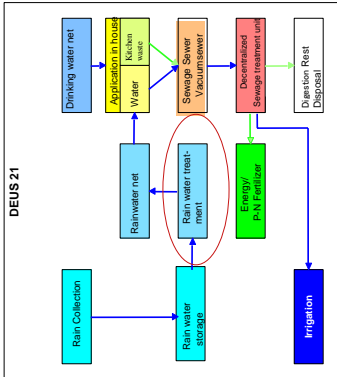 DEUS 21
Drinking water net
Application in house
Kitchen
waste
Water
Sewage Sewer
Vacuumsewer
Decentralized
Sewage treatment unit
Digestion Rest
Disposal
Rainwater net
Rain water treat-
ment
Energy/
P-N Fertilizer
Rain Collection
Rain water
storage
Irrigation